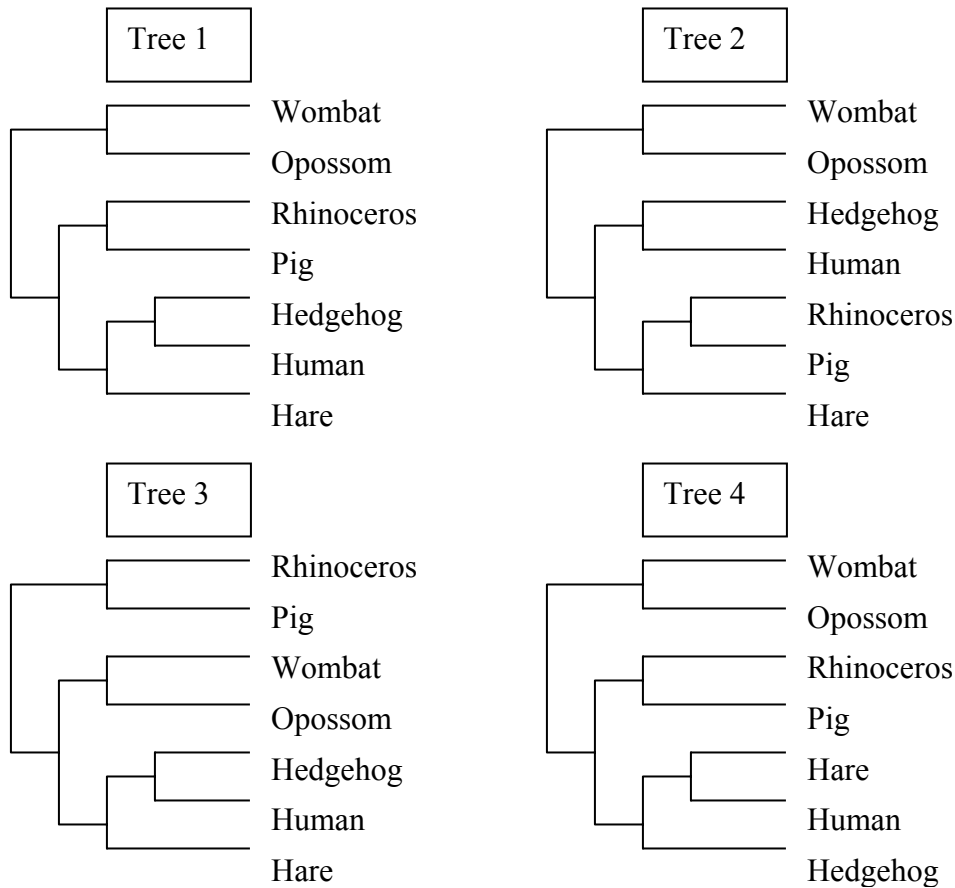 Tree 1
Wombat
Opossom
Rhinoceros
Pig
Hedgehog
Human
Hare
Tree 2
Wombat
Opossom
Hedgehog
Human
Rhinoceros
Pig
Hare
Tree 3
Rhinoceros
Pig
Wombat
Opossom
Hedgehog
Human
Hare
Tree 4
Wombat
Opossom
Rhinoceros
Pig
Hare
Human
Hedgehog